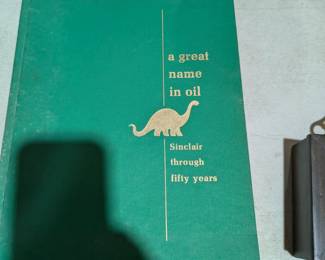 a great
name
in oil
Sinclair
through
fifty years